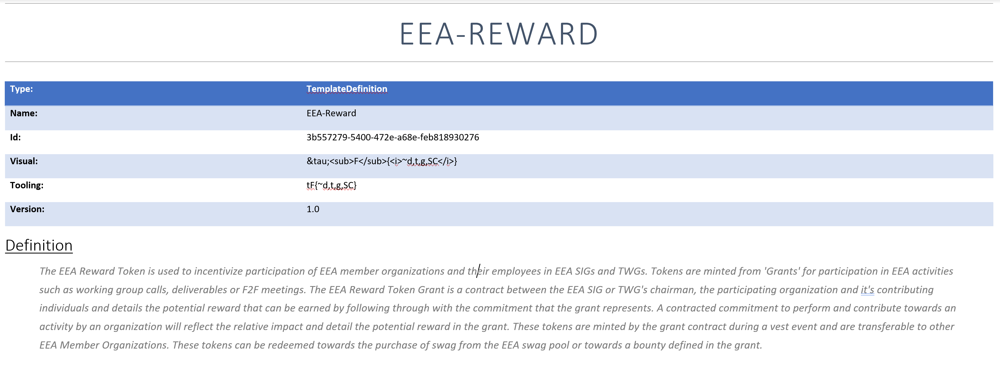 EEA-REWARD
Type: TemplateDefinition
Name: EEA-Reward
Id: 3b557279-5400-472e-a68e-feb818930276
Visual: &tau;<sub>F</sub>{<i>~d,t,g,SC</i>}
Tooling: tF{~d,t,g,SC}
Version: 1.0
Definition
The EEA Reward Token is used to incentivize participation of EEA member organizations and their employees in EEA SIGs and TWGs. Tokens are minted from 'Grants' for participation in EEA activities
such as working group calls, deliverables or F2F meetings. The EEA Reward Token Grant is a contract between the EEA SIG or TWG's chairman, the participating organization and it's contributing
individuals and details the potential reward that can be earned by following through with the commitment that the grant represents. A contracted commitment to perform and contribute towards an
activity by an organization will reflect the relative impact and detail the potential reward in the grant. These tokens are minted by the grant contract during a vest event and are transferable to other
EEA Member Organizations. These tokens can be redeemed towards the purchase of swag from the EEA swag pool or towards a bounty defined in the grant.